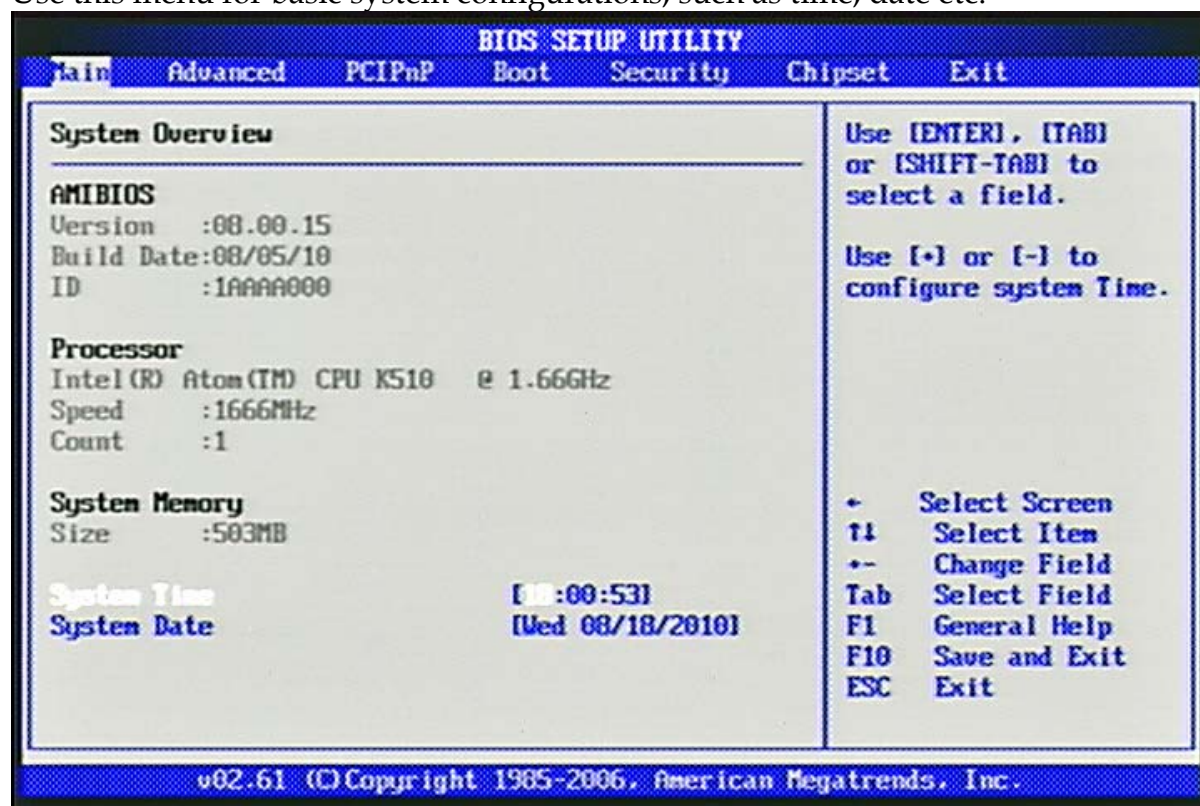 Use this menu for basic system configurations, such as time, date etc.
BIOS SETUP UTILITY
Main Advanced PCIPnP Boot Security Chipset Exit
System Overview
AMIBIOS
Version :08.00.15
Build Date:08/05/10
ID :1AAAA000
Processor
Intel(R) Atom(TM) CPU K510 @ 1.66GHz
Speed :1666MHz
Count :1
System Memory
Size :503MB
System Time [ :00:53]
System Date [Wed 08/18/2010]
Use [ENTER], [TAB]
or [SHIFT-TAB] to
select a field.
Use [+] or [-] to
configure system Time.
← Select Screen
↑↓ Select Item
+- Change Field
Tab Select Field
F1 General Help
F10 Save and Exit
ESC Exit
v02.61 (C)Copyright 1985-2006, American Megatrends, Inc.